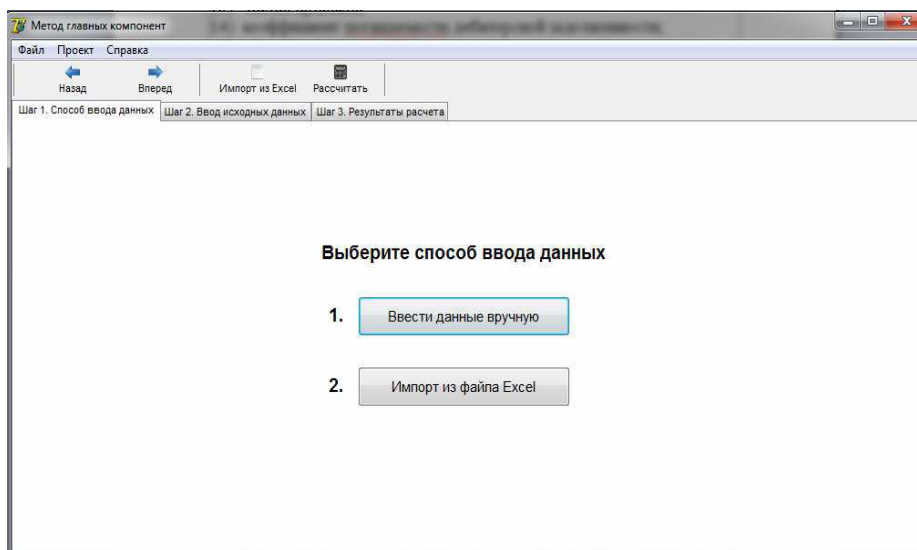 Метод главных компонент
Файл Проект Справка
Назад Вперед Импорт из Excel Рассчитать
Шаг 1. Способ ввода данных Шаг 2. Ввод исходных данных Шаг 3. Результаты расчета
Выберите способ ввода данных
1. Ввести данные вручную
2. Импорт из файла Excel